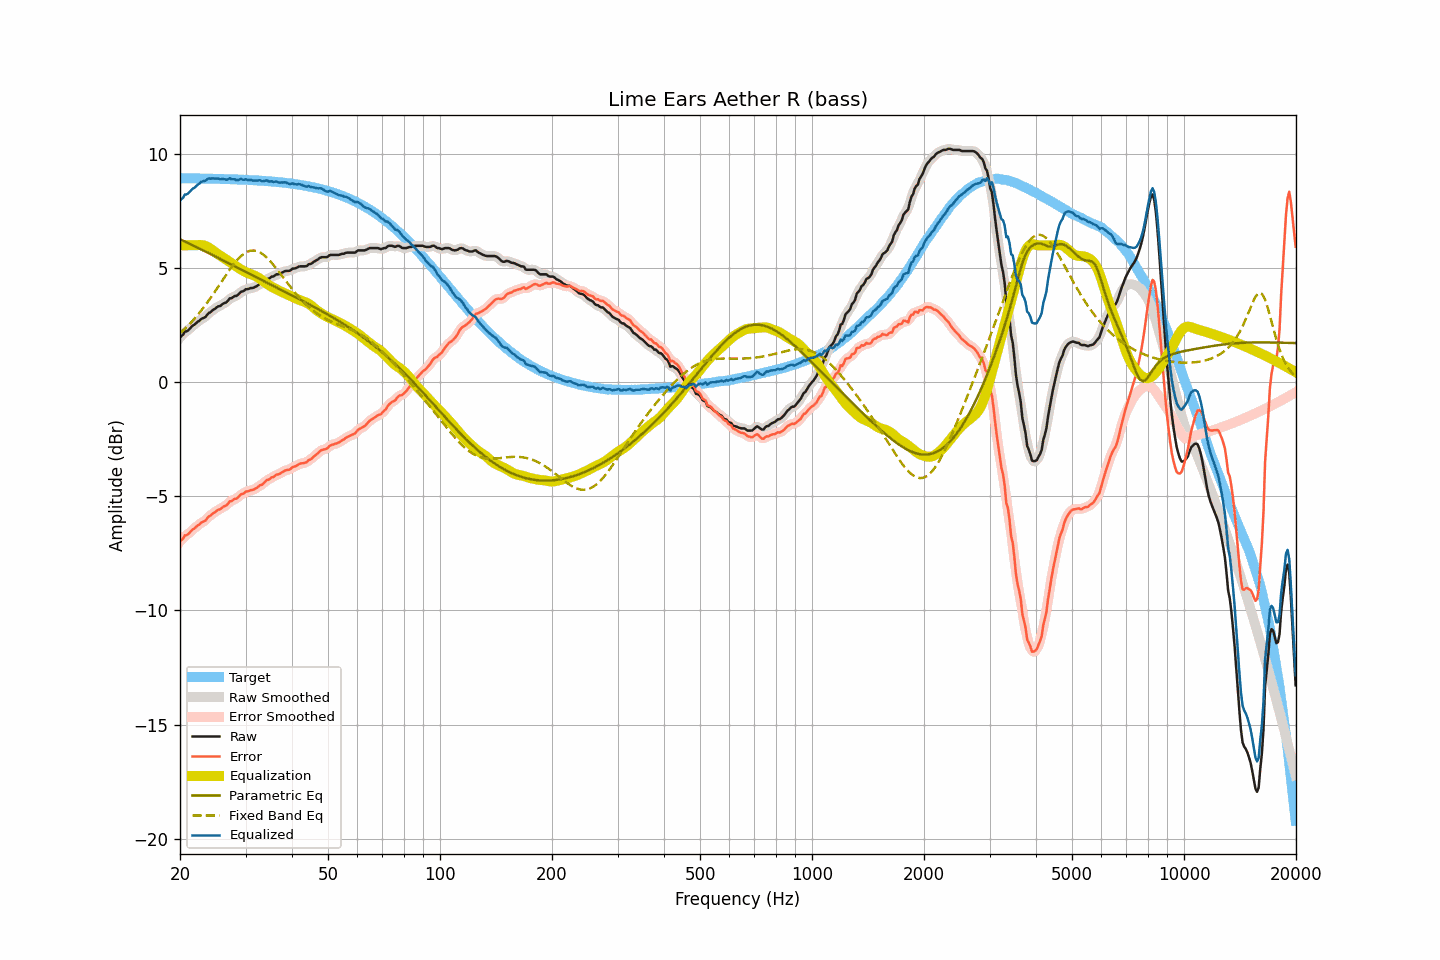 Lime Ears Aether R (bass)
10
5
0
−5
−10
−15
−20
Amplitude (dBr)
Target
Raw Smoothed
Error Smoothed
Raw
Error
Equalization
Parametric Eq
Fixed Band Eq
Equalized
20 50 100 200 500 1000 2000 5000 10000 20000
Frequency (Hz)